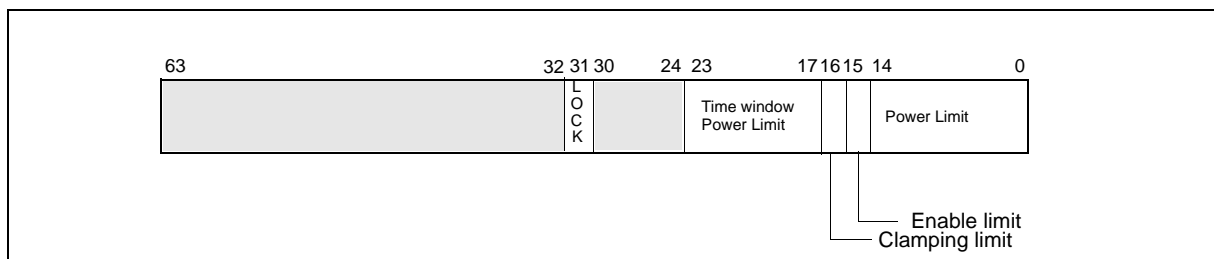 63 32 31 30 24 23 17 16 15 14 0
LOCK
Time window
Power Limit
Power Limit
Enable limit
Clamping limit